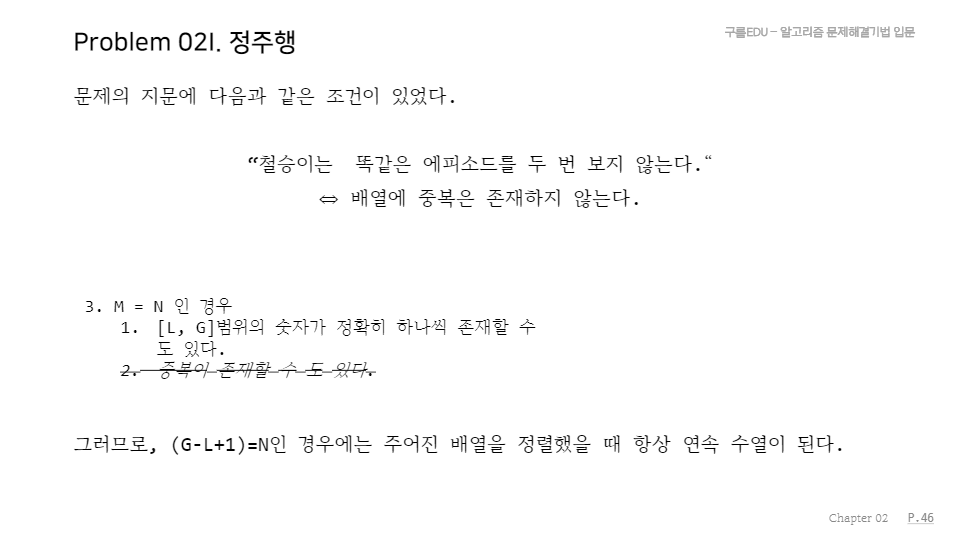 Problem 02I. 정주행
구름EDU – 알고리즘 문제해결기법 입문
문제의 지문에 다음과 같은 조건이 있었다.
“철승이는 똑같은 에피소드를 두 번 보지 않는다.“
⇔ 배열에 중복은 존재하지 않는다.
3. M = N 인 경우
1. [L, G]범위의 숫자가 정확히 하나씩 존재할 수
도 있다.
2. 중복이 존재할 수 도 있다.
그러므로, (G-L+1)=N인 경우에는 주어진 배열을 정렬했을 때 항상 연속 수열이 된다.
Chapter 02 P.46